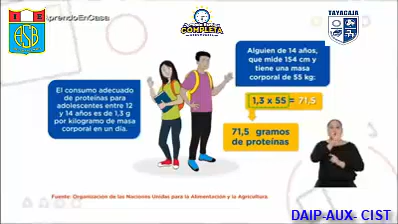 #AprendoEnCasa
COMPLETA
TAYACAJA
ASB
Alguien de 14 años,
que mide 154 cm y
tiene una masa
corporal de 55 kg:
El consumo adecuado
de proteínas para
adolescentes entre 12
y 14 años es de 1,3 g
por kilogramo de masa
corporal en un día.
1,3 x 55 = 71,5
71,5 gramos
de proteínas
Fuente: Organización de las Naciones Unidas para la Alimentación y la Agricultura.
DAIP-AUX- CIST